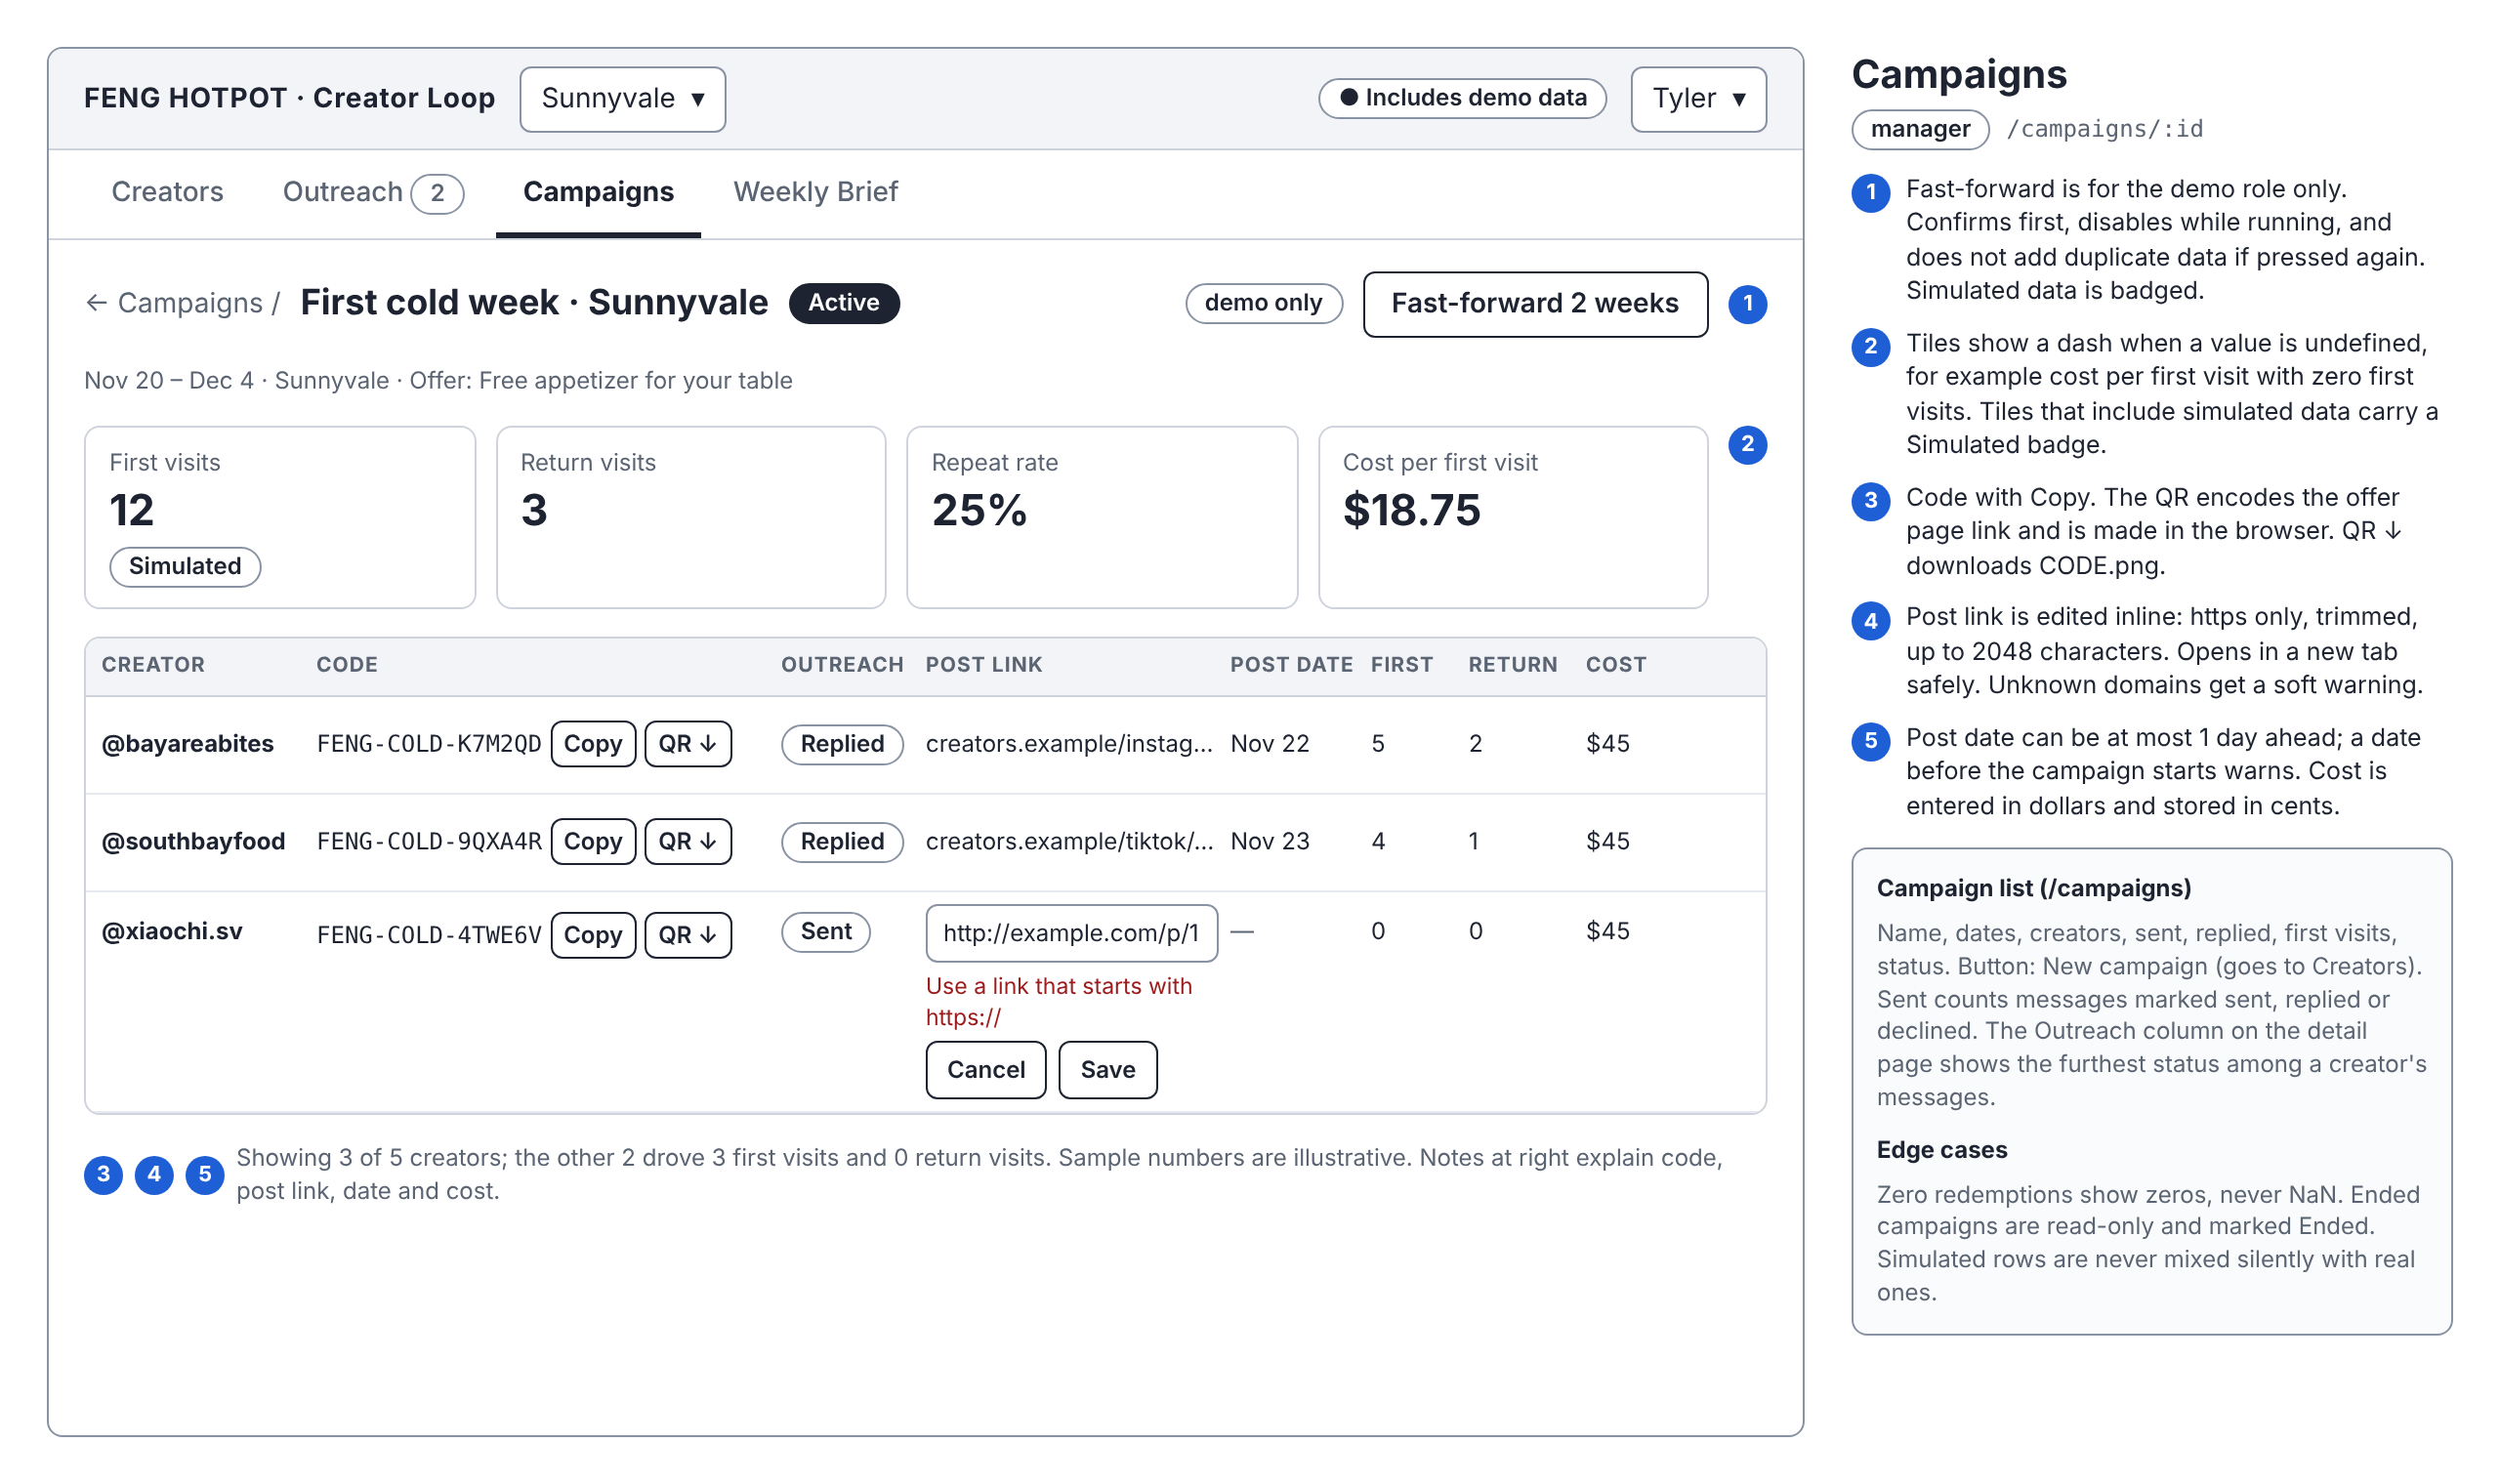 FENG HOTPOT · Creator Loop
Sunnyvale ▾
● Includes demo data
Tyler ▾
Creators
Outreach 2
Campaigns
Weekly Brief
← Campaigns /
First cold week · Sunnyvale
Active
demo only
Fast-forward 2 weeks
1
Nov 20 – Dec 4 · Sunnyvale · Offer: Free appetizer for your table
First visits
12
Simulated
Return visits
3
Repeat rate
25%
Cost per first visit
$18.75
2
CREATOR CODE OUTREACH POST LINK POST DATE FIRST RETURN COST
@bayareabites FENG-COLD-K7M2QD Copy QR ↓ Replied creators.example/instag... Nov 22 5 2 $45
@southbayfood FENG-COLD-9QXA4R Copy QR ↓ Replied creators.example/tiktok/... Nov 23 4 1 $45
@xiaochi.sv FENG-COLD-4TWE6V Copy QR ↓ Sent http://example.com/p/1 — 0 0 $45
Use a link that starts with
https://
Cancel Save
3 4 5
Showing 3 of 5 creators; the other 2 drove 3 first visits and 0 return visits. Sample numbers are illustrative. Notes at right explain code,
post link, date and cost.
Campaigns
manager /campaigns/:id
1 Fast-forward is for the demo role only.
Confirms first, disables while running, and
does not add duplicate data if pressed again.
Simulated data is badged.
2 Tiles show a dash when a value is undefined,
for example cost per first visit with zero first
visits. Tiles that include simulated data carry a
Simulated badge.
3 Code with Copy. The QR encodes the offer
page link and is made in the browser. QR ↓
downloads CODE.png.
4 Post link is edited inline: https only, trimmed,
up to 2048 characters. Opens in a new tab
safely. Unknown domains get a soft warning.
5 Post date can be at most 1 day ahead; a date
before the campaign starts warns. Cost is
entered in dollars and stored in cents.
Campaign list (/campaigns)
Name, dates, creators, sent, replied, first visits,
status. Button: New campaign (goes to Creators).
Sent counts messages marked sent, replied or
declined. The Outreach column on the detail
page shows the furthest status among a creator's
messages.
Edge cases
Zero redemptions show zeros, never NaN. Ended
campaigns are read-only and marked Ended.
Simulated rows are never mixed silently with real
ones.